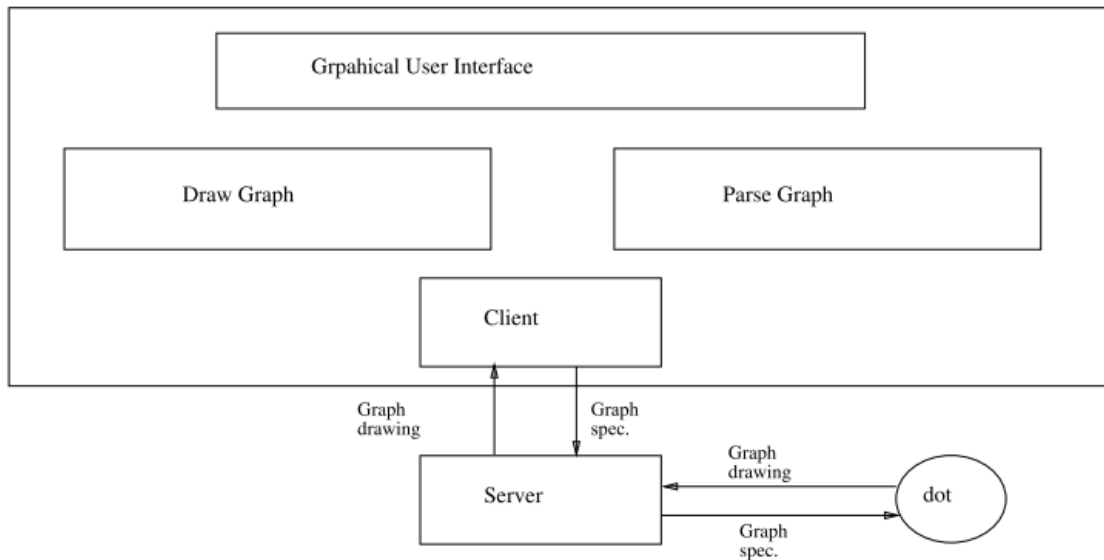 Grpahical User Interface
Draw Graph
Parse Graph
Client
Graph
drawing
Graph
spec.
Server
Graph
drawing
dot
Graph
spec.